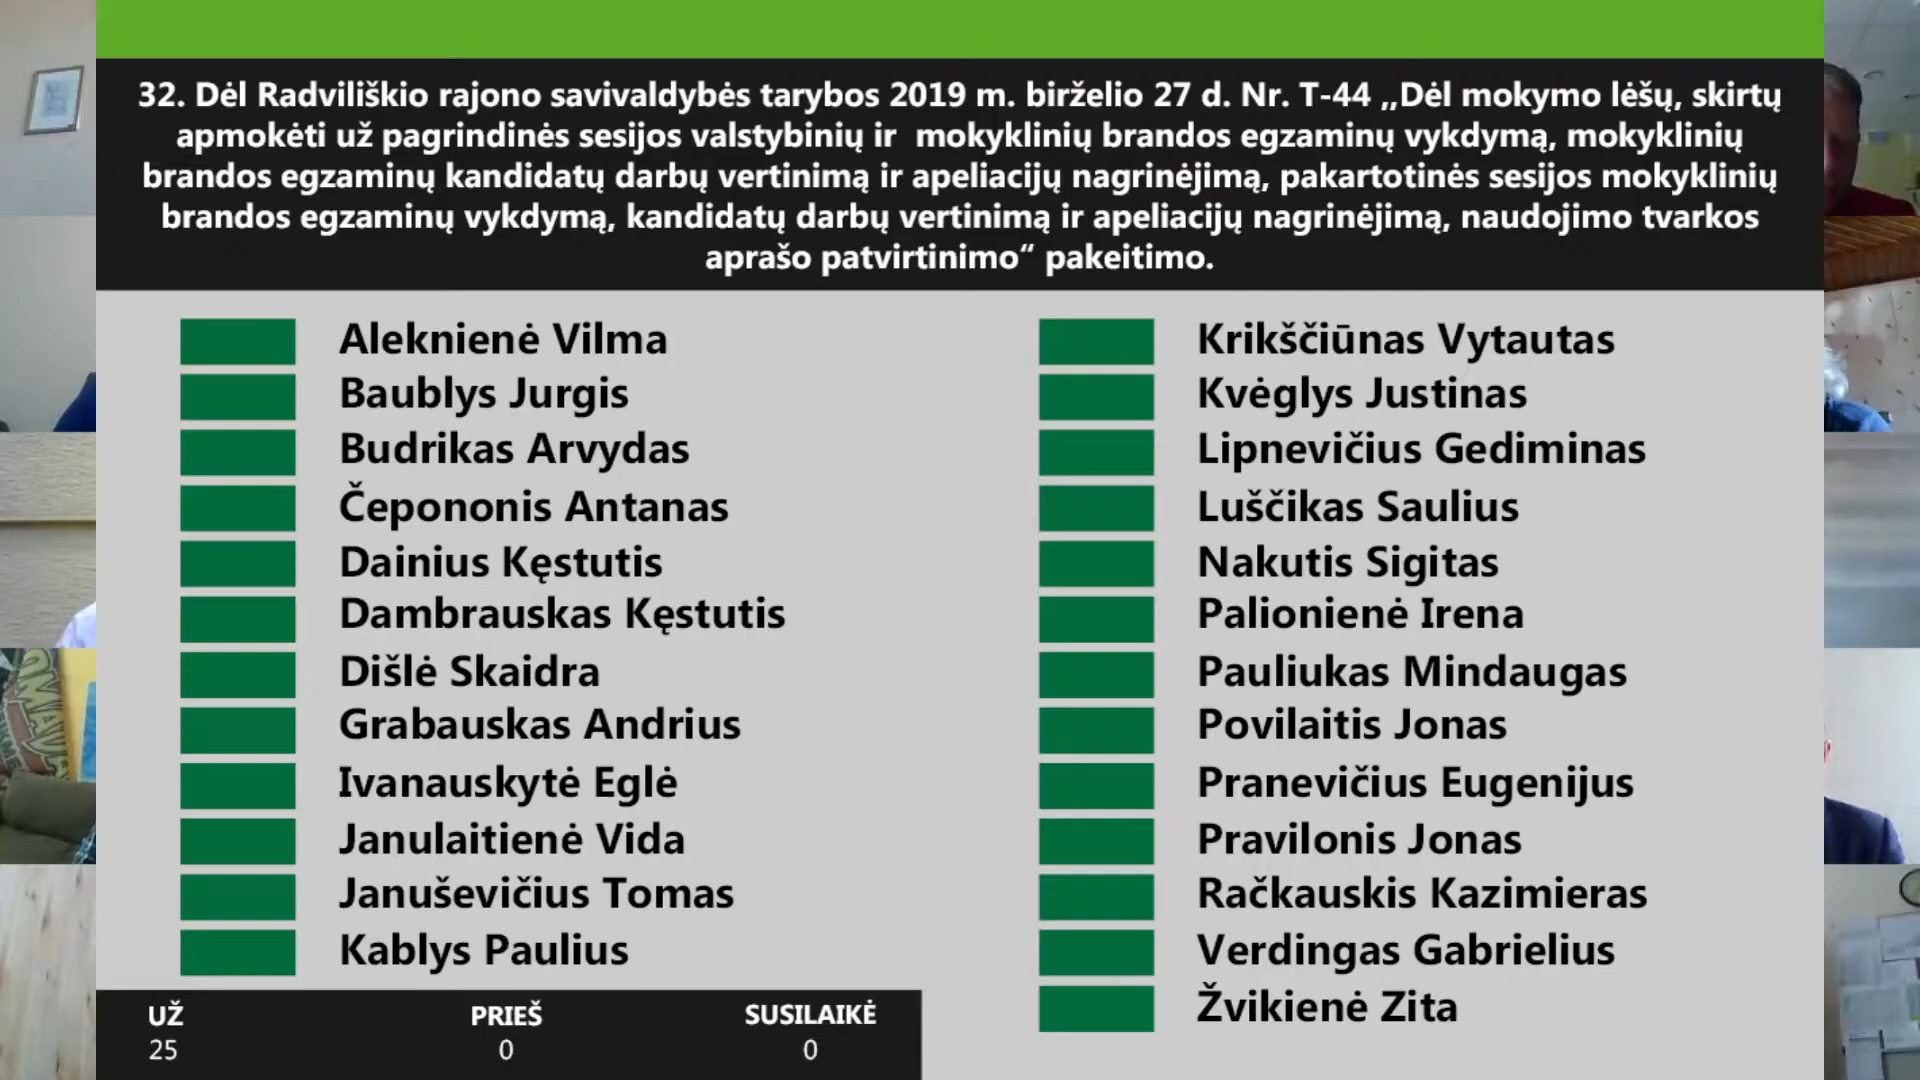 32. Dėl Radviliškio rajono savivaldybės tarybos 2019 m. birželio 27 d. Nr. T-44 „Dėl mokymo lėšų, skirtų
apmokėti už pagrindinės sesijos valstybinių ir mokyklinių brandos egzaminų vykdymą, mokyklinių
brandos egzaminų kandidatų darbų vertinimą ir apeliacijų nagrinėjimą, pakartotinės sesijos mokyklinių
brandos egzaminų vykdymą, kandidatų darbų vertinimą ir apeliacijų nagrinėjimą, naudojimo tvarkos
aprašo patvirtinimo“ pakeitimo.
Aleknienė Vilma
Baublys Jurgis
Budrikas Arvydas
Čepononis Antanas
Dainius Kęstutis
Dambrauskas Kęstutis
Dišlė Skaidra
Grabauskas Andrius
Ivanauskytė Eglė
Janulaitienė Vida
Januševičius Tomas
Kablys Paulius
Krikščiūnas Vytautas
Kvėglys Justinas
Lipnevičius Gediminas
Luščikas Saulius
Nakutis Sigitas
Palionienė Irena
Pauliukas Mindaugas
Povilaitis Jonas
Pranevičius Eugenijus
Pravilonis Jonas
Račkauskis Kazimieras
Verdingas Gabrielius
Žvikienė Zita
UŽ PRIEŠ SUSILAIKĖ
25 0 0